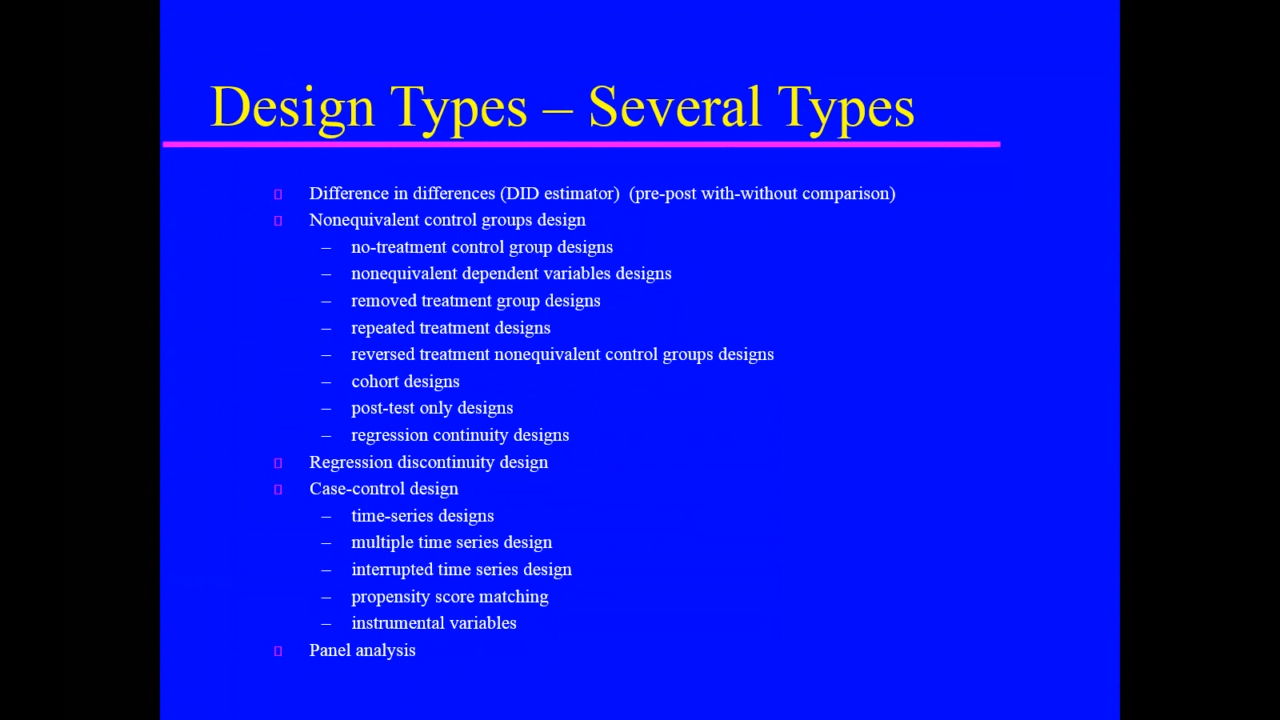 Design Types – Several Types
Difference in differences (DID estimator)  (pre-post with-without comparison)
Nonequivalent control groups design
– no-treatment control group designs
– nonequivalent dependent variables designs
– removed treatment group designs
– repeated treatment designs
– reversed treatment nonequivalent control groups designs
– cohort designs
– post-test only designs
– regression continuity designs
Regression discontinuity design
Case-control design
– time-series designs
– multiple time series design
– interrupted time series design
– propensity score matching
– instrumental variables
Panel analysis